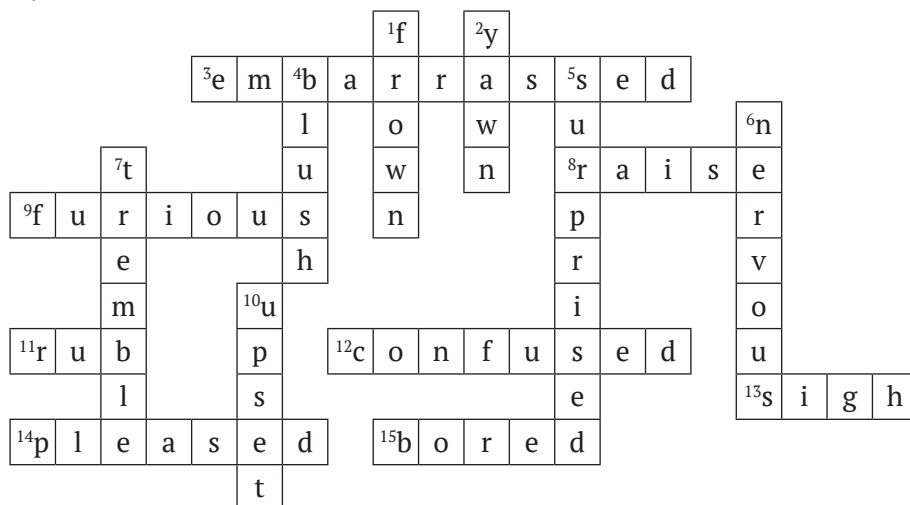 1f 2y
3e m 4b a r r a s 5s e d
l o w u 6n
7t u w n 8r a i s e
9f u r i o u s n p r
e h r v
m 10u i o
11r u b p 12c o n f u s e d u
l s e 13s i g h
14p l e a s e d 15b o r e d
t